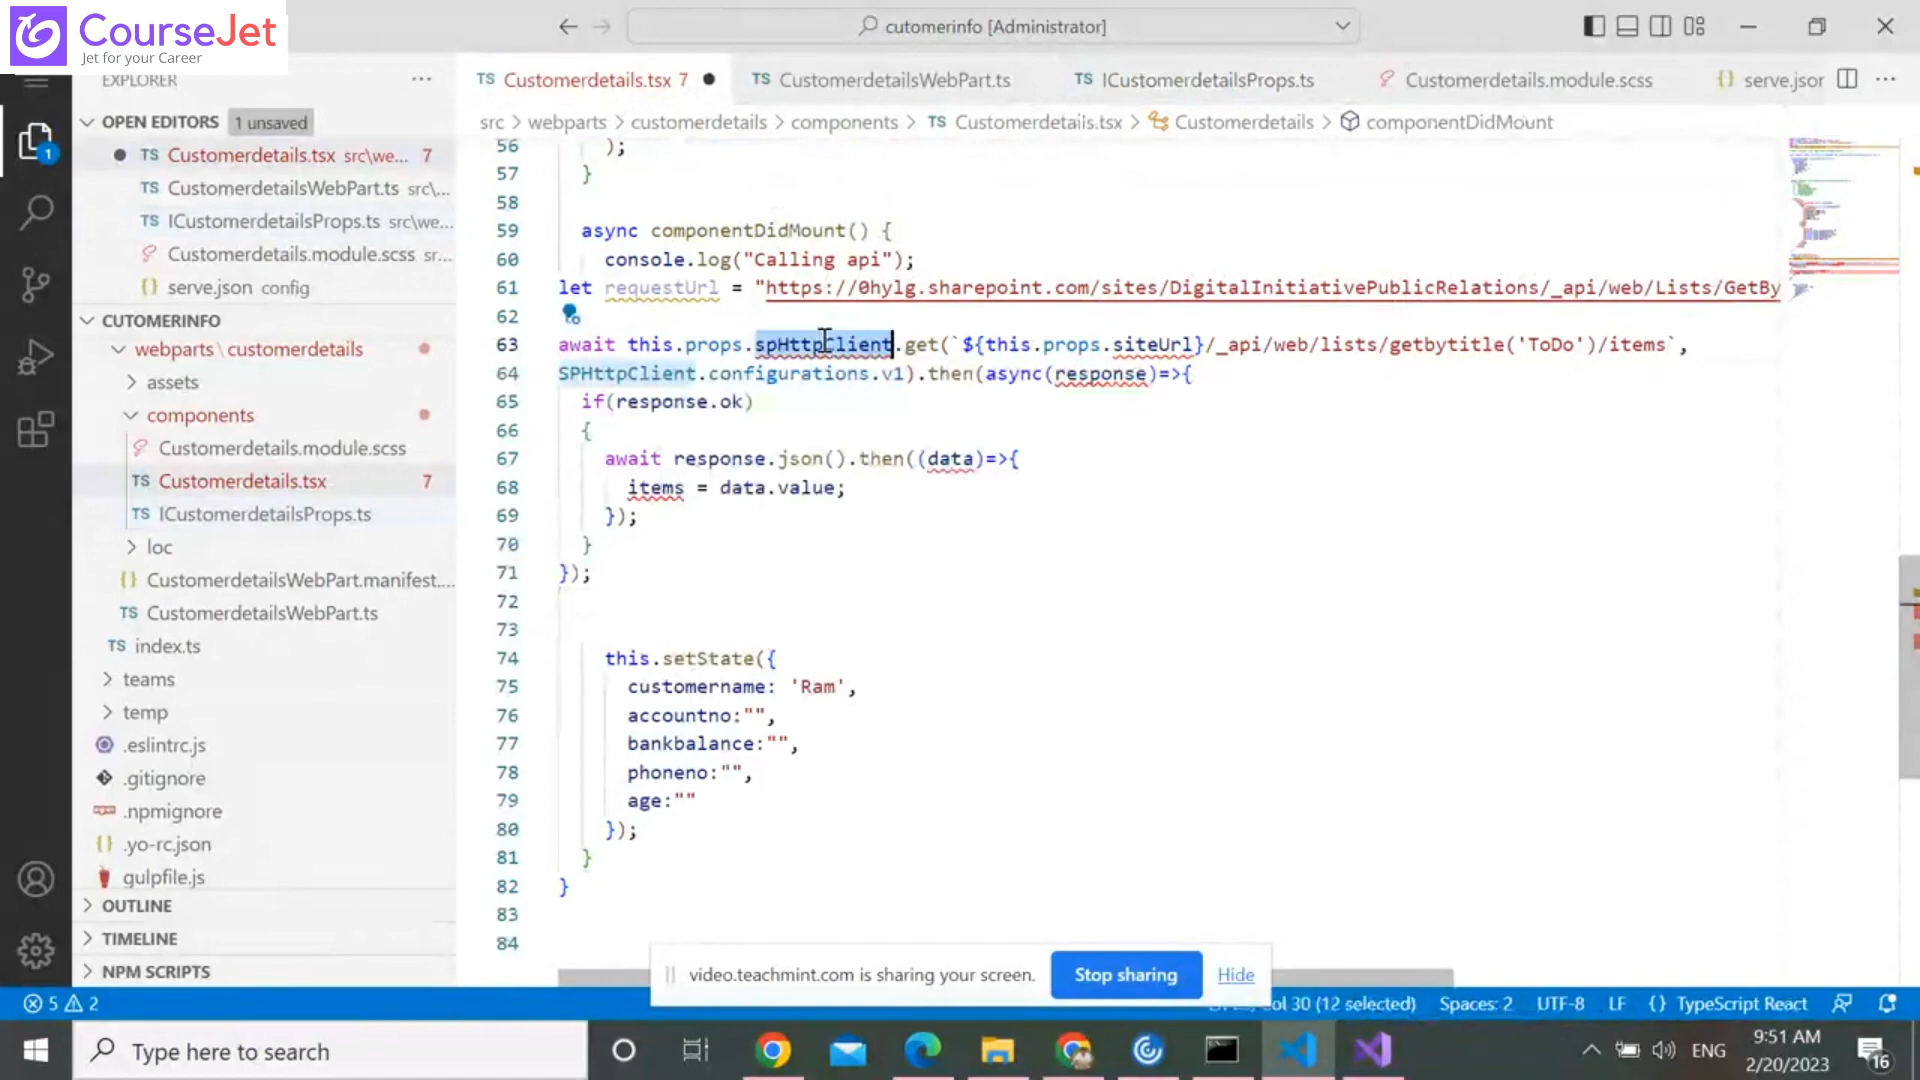 CourseJet
Jet for your Career
cutomerinfo [Administrator]
EXPLORER
Customerdetails.tsx 7
CustomerdetailsWebPart.ts
ICustomerdetailsProps.ts
Customerdetails.module.scss
serve.jsor
OPEN EDITORS 1 unsaved
src > webparts > customerdetails > components > TS Customerdetails.tsx > Customerdetails > componentDidMount
TS Customerdetails.tsx src\we... 7
TS CustomerdetailsWebPart.ts src\...
TS ICustomerdetailsProps.ts src\we...
Customerdetails.module.scss sr...
{} serve.json config
CUTOMERINFO
webparts \ customerdetails
assets
components
Customerdetails.module.scss
TS Customerdetails.tsx 7
TS ICustomerdetailsProps.ts
loc
{} CustomerdetailsWebPart.manifest....
TS CustomerdetailsWebPart.ts
TS index.ts
teams
temp
.eslintrc.js
.gitignore
.npmignore
{} .yo-rc.json
gulpfile.js
OUTLINE
TIMELINE
NPM SCRIPTS
56 );
57 }
58
59 async componentDidMount() {
60 console.log("Calling api");
61 let requestUrl = "https://0hylg.sharepoint.com/sites/DigitalInitiativePublicRelations/_api/web/Lists/GetBy
62
63 await this.props.spHttpClient.get(`${this.props.siteUrl}/_api/web/lists/getbytitle('ToDo')/items`,
64 SPHttpClient.configurations.v1).then(async(response)=>{
65 if(response.ok)
66 {
67 await response.json().then((data)=>{
68 items = data.value;
69 });
70 }
71 });
72
73
74 this.setState({
75 customername: 'Ram',
76 accountno:"",
77 bankbalance:"",
78 phoneno:"",
79 age:""
80 });
81 }
82 }
83
84
video.teachmint.com is sharing your screen.
Stop sharing
Hide
5 2
ol 30 (12 selected)
Spaces: 2
UTF-8
LF
{} TypeScript React
Type here to search
ENG
9:51 AM
2/20/2023
16